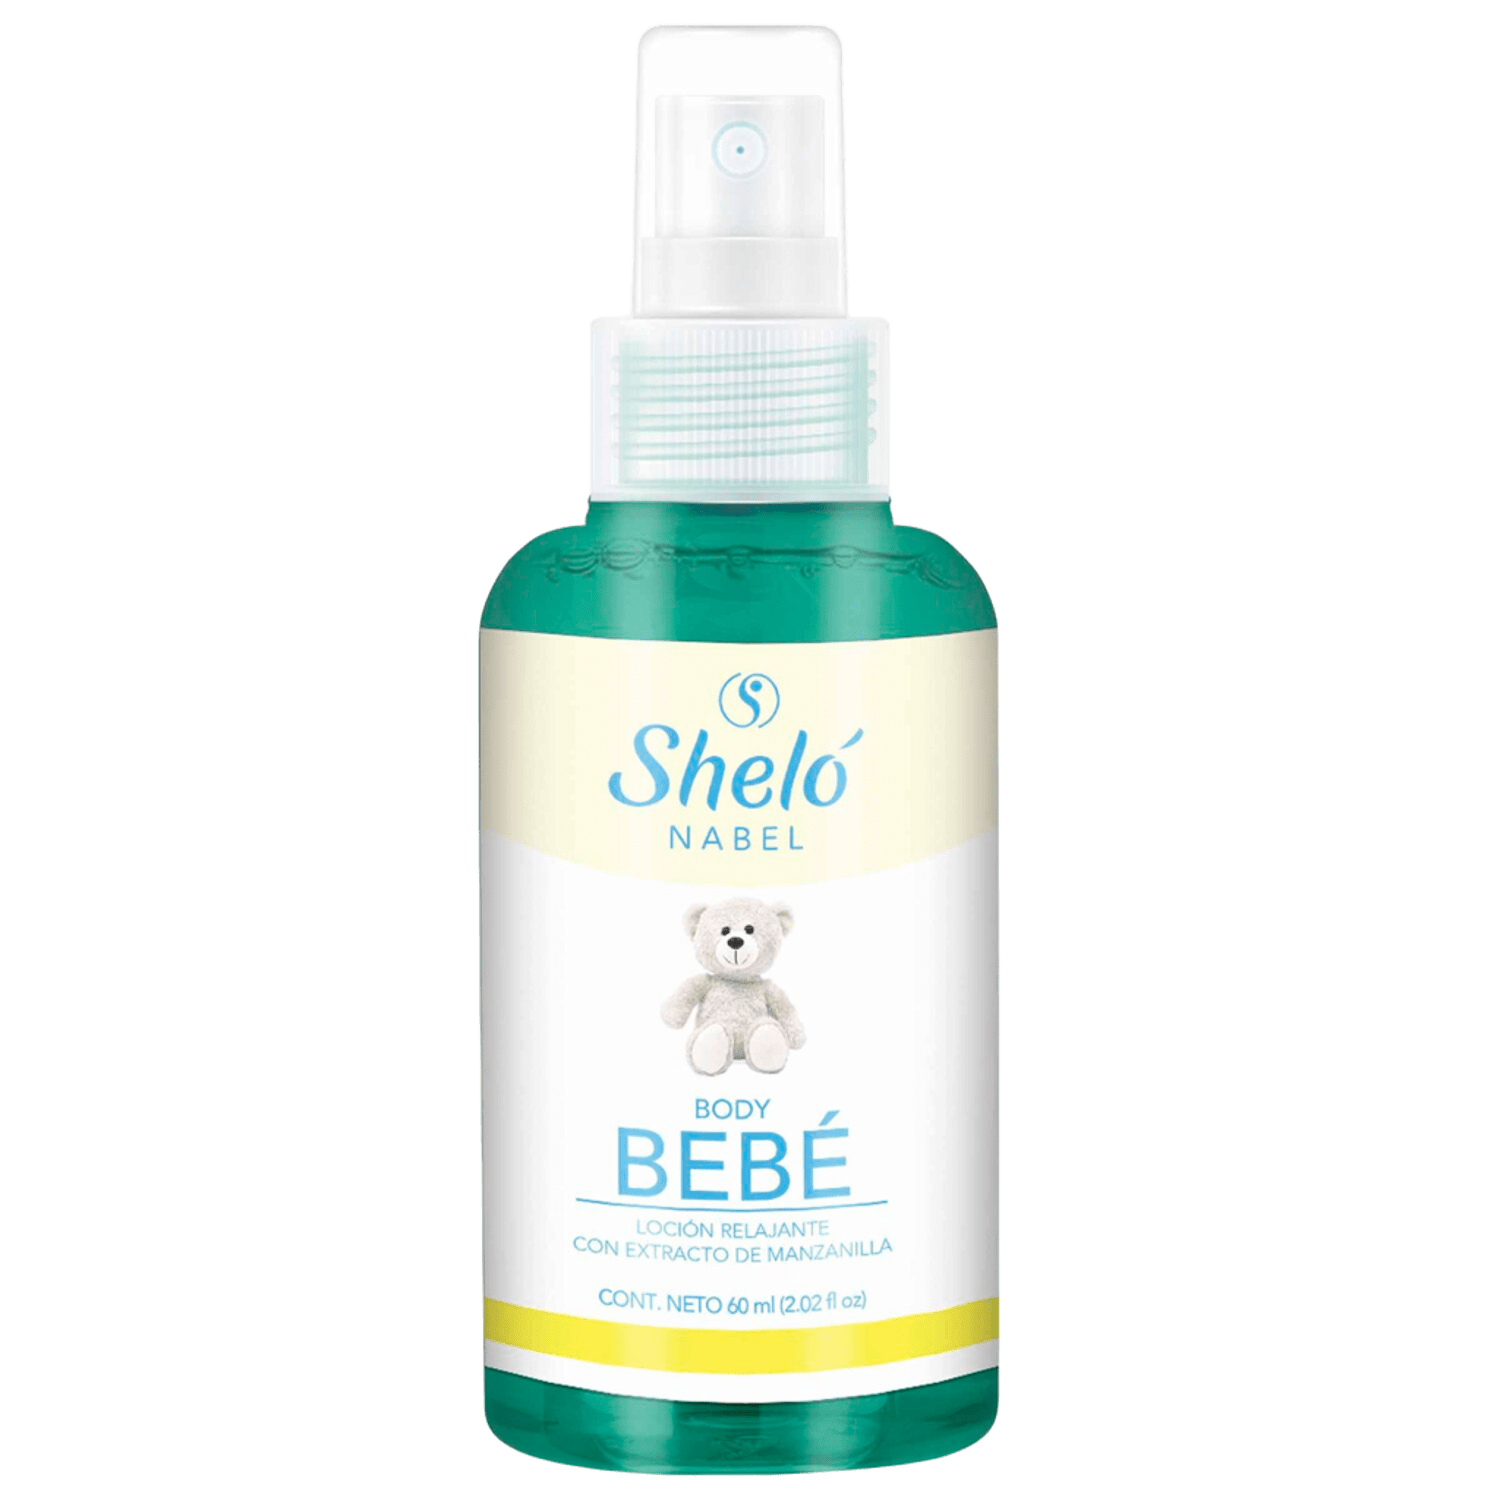 Sheló
NABEL
BODY
BEBÉ
LOCIÓN RELAJANTE
CON EXTRACTO DE MANZANILLA
CONT. NETO 60 ml (2.02 fl oz)